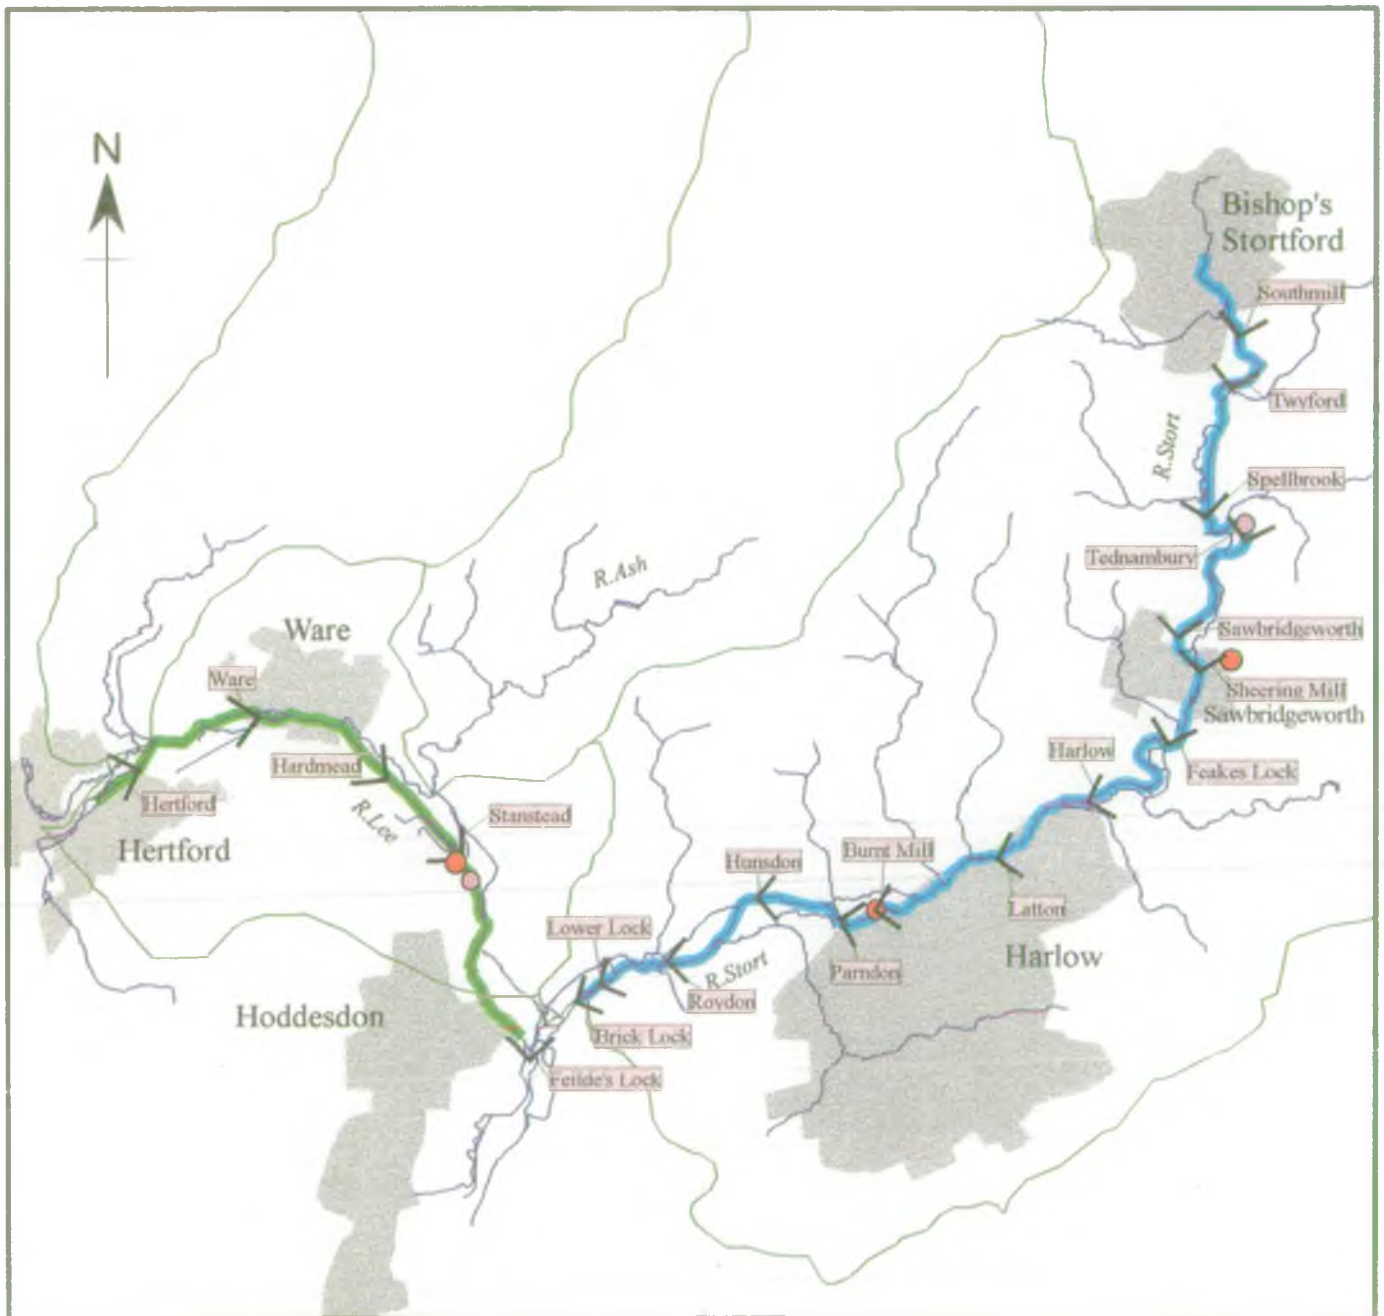 N
Bishop's
Stortford
Southmill
Twyford
R.Stort
Spellbrook
Tednambury
R.Ash
Ware
Sawbridgeworth
Ware
Sheering Mill
Sawbridgeworth
Harlow
Hardmead
Feakes Lock
Hertford
R.Lee
Stanstead
Hertford
Burnt Mill
Hunsdon
Latton
Lower Lock
Harlow
R.Stort
Parndon
Roydon
Hoddesdon
Brick Lock
Feilde's Lock